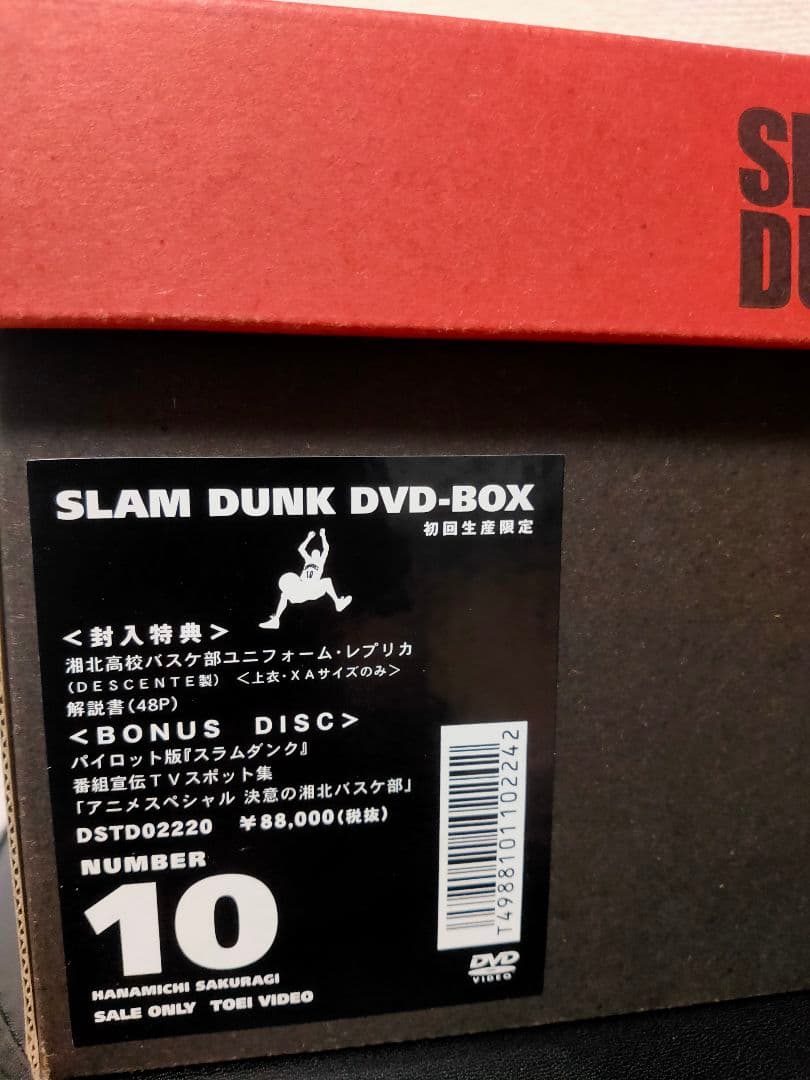 SLAM DUNK DVD-BOX
初回生産限定
10
<封入特典>
湘北高校バスケ部ユニフォーム・レプリカ
(DESCENTE製) <上衣・XAサイズのみ>
解説書(48P)
<BONUS DISC>
パイロット版『スラムダンク』
番組宣伝TVスポット集
「アニメスペシャル 決意の湘北バスケ部」
DSTD02220 ¥88,000(税抜)
NUMBER
10
HANAMICHI SAKURAGI
SALE ONLY TOEI VIDEO
T4988101102242
DVD
VIDEO